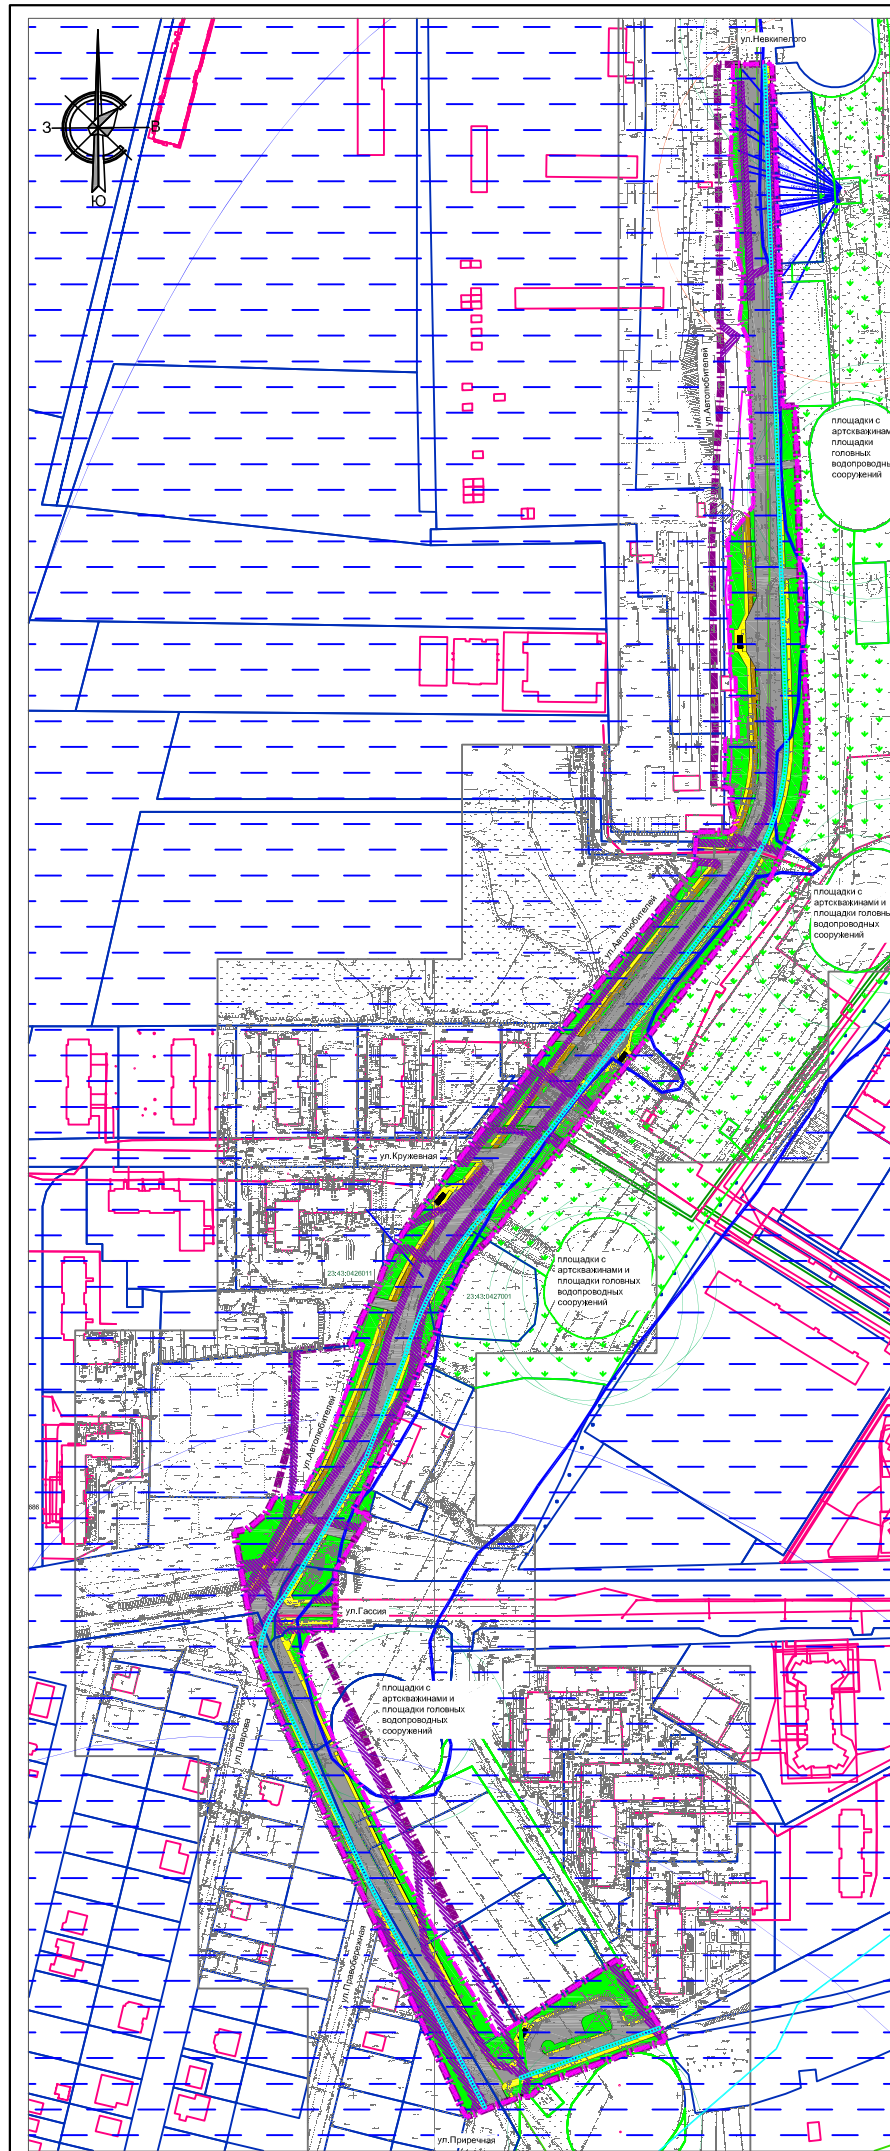 ул.Невкипелого
З
В
Ю
ул.Автолюбителей
площадки с
артскважинами
площадки
головных
водопроводны
сооружений
площадки с
артскважинами и
площадки головны
водопроводных
сооружений
ул.Автолюбителей
ул.Кружевная
площадки с
артскважинами и
площадки головных
водопроводных
сооружений
23:43:0426011
23:43:0427001
ул.Автолюбителей
ул.Гассия
площадки с
артскважинами и
площадки головных
водопроводных
сооружений
ул.Лаврова
ул.Правобережная
ул.Приречная